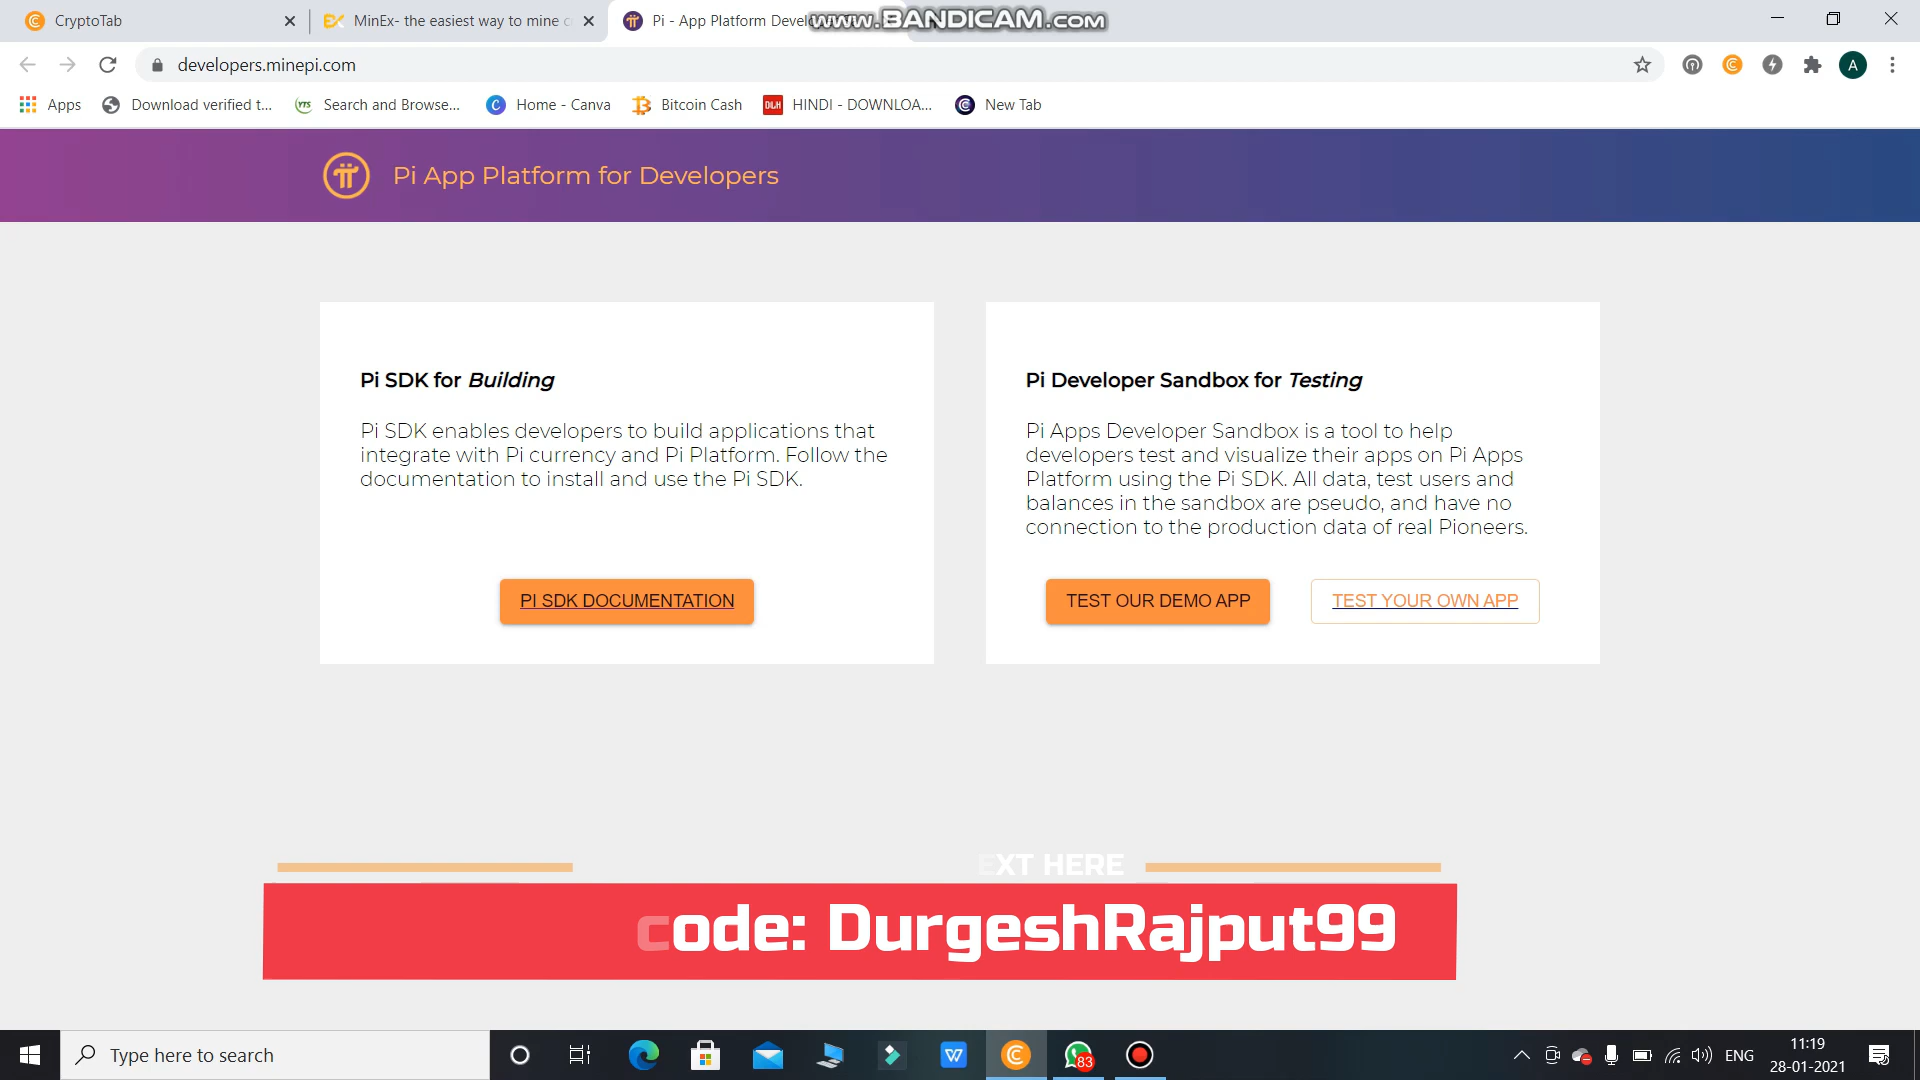 CryptoTab
MinEx- the easiest way to mine c
Pi - App Platform Devel
www.BANDICAM.com
developers.minepi.com
A
Apps
Download verified t...
YTS
Search and Browse...
Home - Canva
Bitcoin Cash
DLH
HINDI - DOWNLOA...
New Tab
Pi App Platform for Developers
Pi SDK for Building
Pi SDK enables developers to build applications that
integrate with Pi currency and Pi Platform. Follow the
documentation to install and use the Pi SDK.
PI SDK DOCUMENTATION
Pi Developer Sandbox for Testing
Pi Apps Developer Sandbox is a tool to help
developers test and visualize their apps on Pi Apps
Platform using the Pi SDK. All data, test users and
balances in the sandbox are pseudo, and have no
connection to the production data of real Pioneers.
TEST OUR DEMO APP
TEST YOUR OWN APP
EXT HERE
code: DurgeshRajput99
Type here to search
W
83
ENG
11:19
28-01-2021